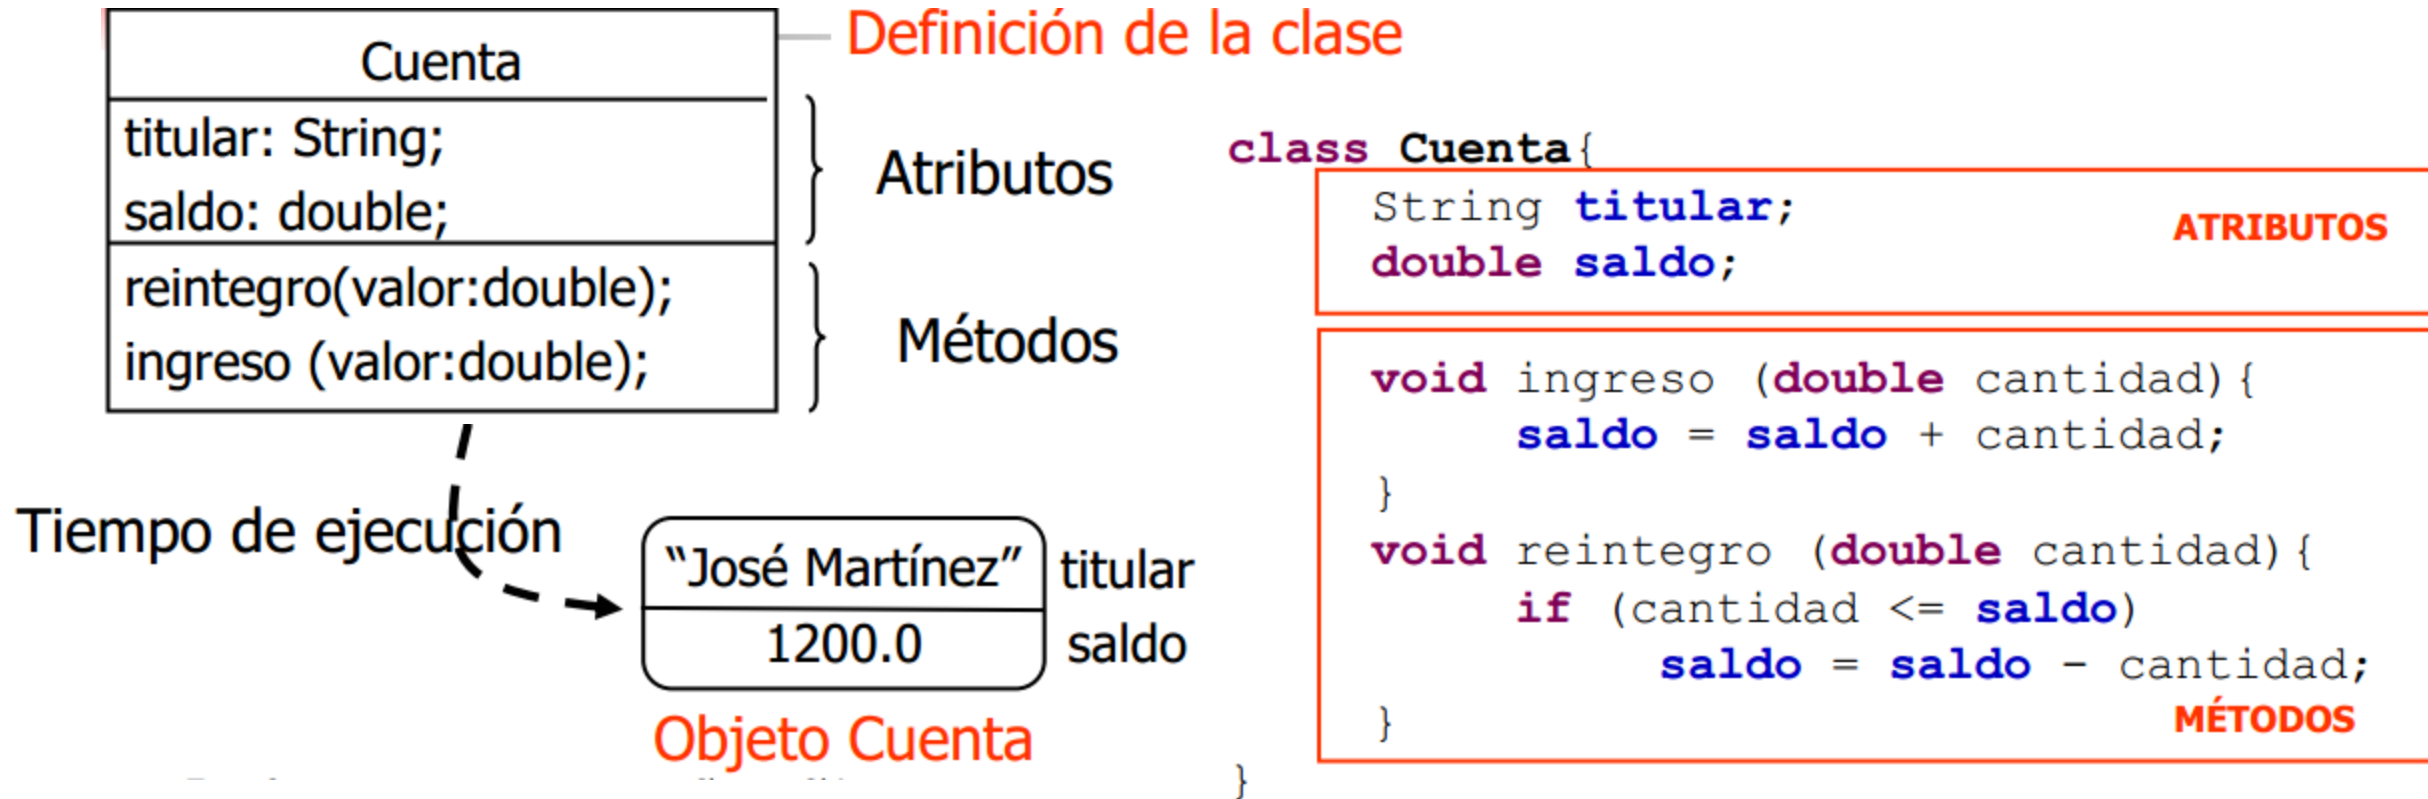 Definición de la clase
Cuenta
titular: String;
saldo: double;
Atributos
reintegro(valor:double);
ingreso (valor:double);
Métodos
Tiempo de ejecución
“José Martínez” titular
1200.0 saldo
Objeto Cuenta
class Cuenta{
String titular;
double saldo;
ATRIBUTOS
void ingreso (double cantidad){
saldo = saldo + cantidad;
}
void reintegro (double cantidad){
if (cantidad <= saldo)
saldo = saldo - cantidad;
}
MÉTODOS
}